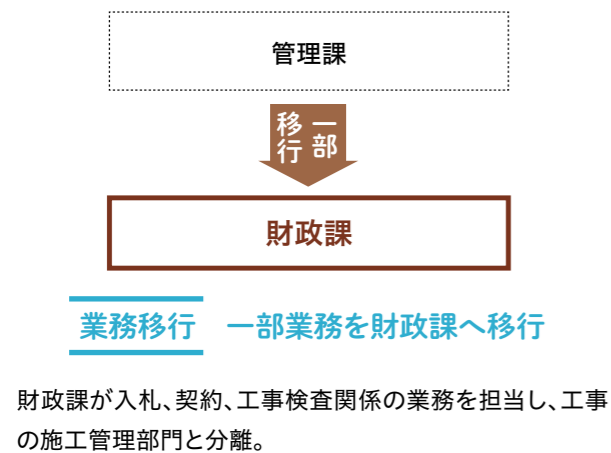 管理課
一部
移行
財政課
業務移行　一部業務を財政課へ移行
財政課が入札、契約、工事検査関係の業務を担当し、工事
の施工管理部門と分離。